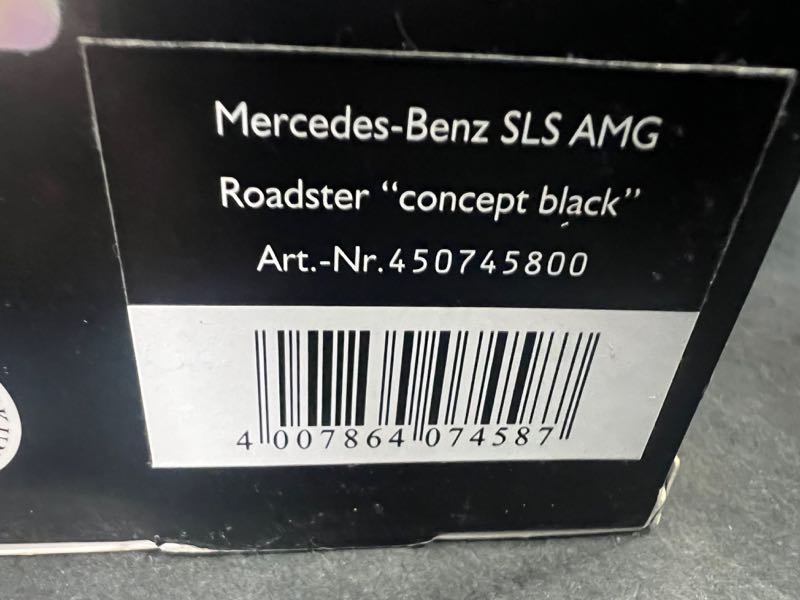 Mercedes-Benz SLS AMG
Roadster “concept black”
Art.-Nr. 450745800
4 007864 074587